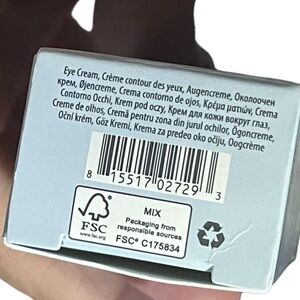 Eye Cream, Crème contour des yeux, Augencreme, Околоочен
крем, Øjencreme, Crema contorno de ojos, Κρέμα ματιών, Crema
Contorno Occhi, Krem pod oczy, Крем для кожи вокруг глаз,
Creme de olhos, Cremă pentru zona din jurul ochilor, Ögoncreme,
Oční krém, Göz Kremi, Krema za predeo oko očiju, Oogcrème
8 15517 02729 3
MIX
Packaging from
responsible sources
FSC® C175834
FSC
www.fsc.org